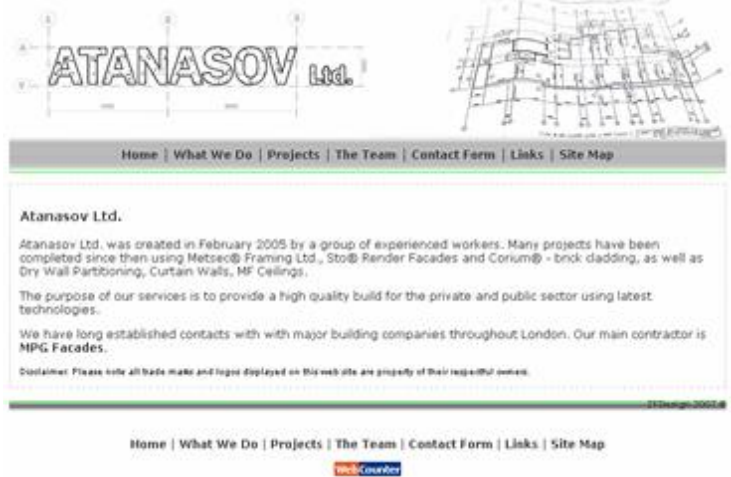 ATANASOV Ltd.
Home | What We Do | Projects | The Team | Contact Form | Links | Site Map
Atanasov Ltd.
Atanasov Ltd. was created in February 2005 by a group of experienced workers. Many projects have been
completed since then using Metsec® Framing Ltd., Sto® Render Facades and Corium® - brick cladding, as well as
Dry Wall Partitioning, Curtain Walls, MF Ceilings.
The purpose of our services is to provide a high quality build for the private and public sector using latest
technologies.
We have long established contacts with with major building companies throughout London. Our main contractor is
MPG Facades.
Disclaimer: Please note all trade marks and logos displayed on this web site are property of their respectful owners.
2007 ©
Home | What We Do | Projects | The Team | Contact Form | Links | Site Map
WebCounter